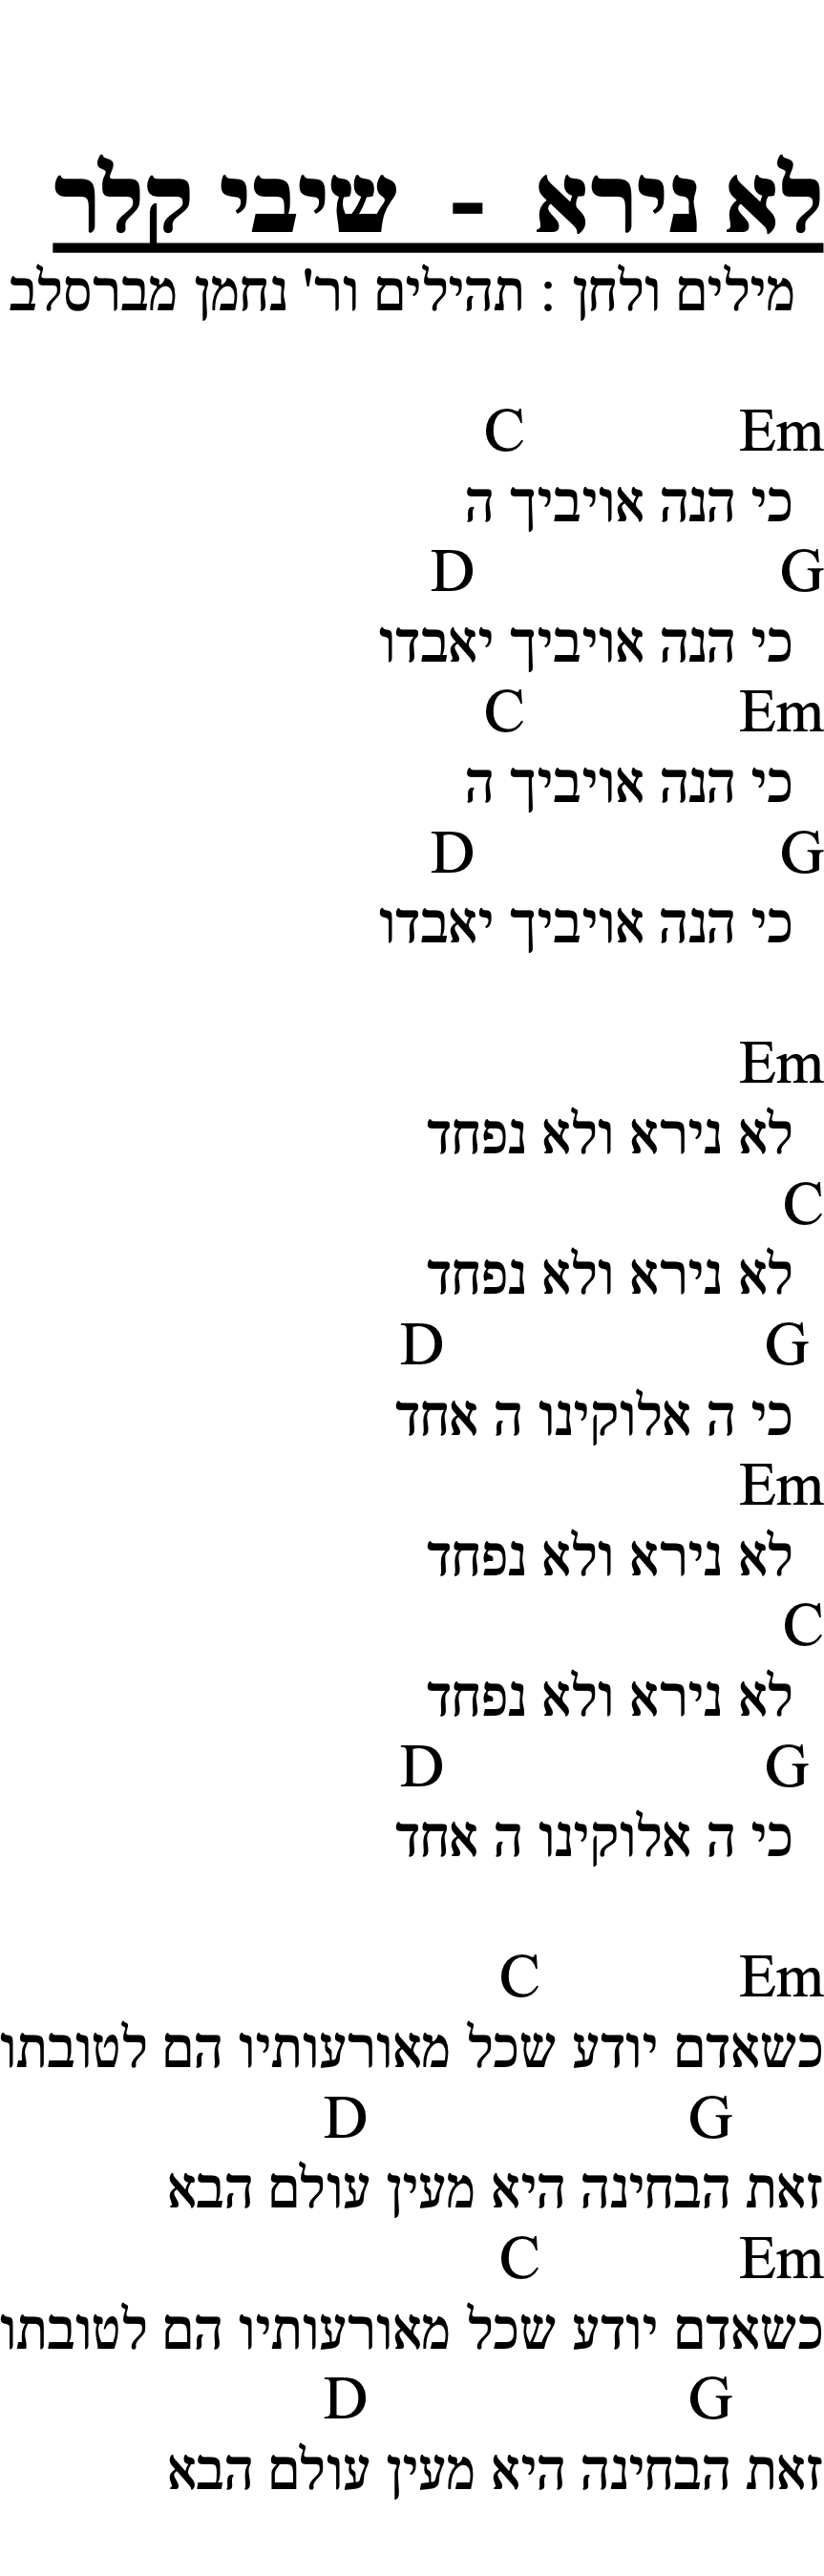 לא נירא - שיבי קלר
מילים ולחן : תהילים ור' נחמן מברסלב
Em C
כי הנה אויביך ה
G D
כי הנה אויביך יאבדו
Em C
כי הנה אויביך ה
G D
כי הנה אויביך יאבדו
Em
לא נירא ולא נפחד
C
לא נירא ולא נפחד
G D
כי ה אלוקינו ה אחד
Em
לא נירא ולא נפחד
C
לא נירא ולא נפחד
G D
כי ה אלוקינו ה אחד
Em C
כשאדם יודע שכל מאורעותיו הם לטובתו
G D
זאת הבחינה היא מעין עולם הבא
Em C
כשאדם יודע שכל מאורעותיו הם לטובתו
G D
זאת הבחינה היא מעין עולם הבא